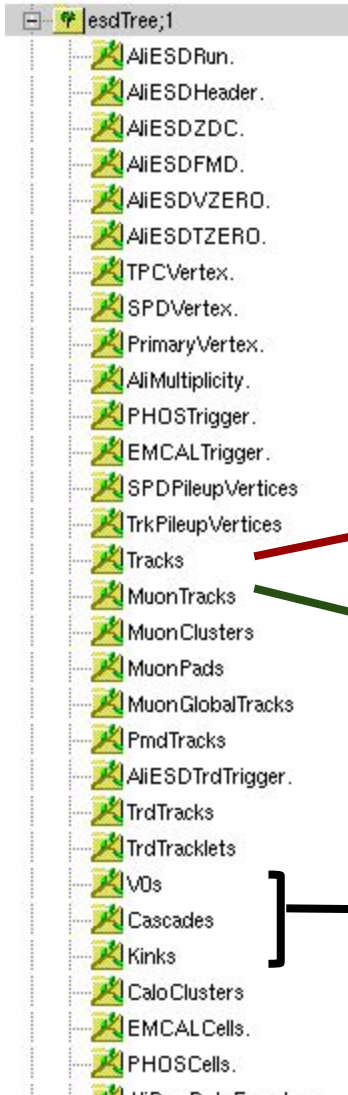 esdTree;1
AliESDRun.
AliESDHeader.
AliESDZDC.
AliESDFMD.
AliESDVZERO.
AliESDTZERO.
TPCVertex.
SPDVertex.
PrimaryVertex.
AliMultiplicity.
PHOSTrigger.
EMCALTrigger.
SPDPileupVertices
TrkPileupVertices
Tracks
MuonTracks
MuonClusters
MuonPads
MuonGlobalTracks
PmdTracks
AliESDTrdTrigger.
TrdTracks
TrdTracklets
V0s
Cascades
Kinks
CaloClusters
EMCALCells.
PHOSCells.